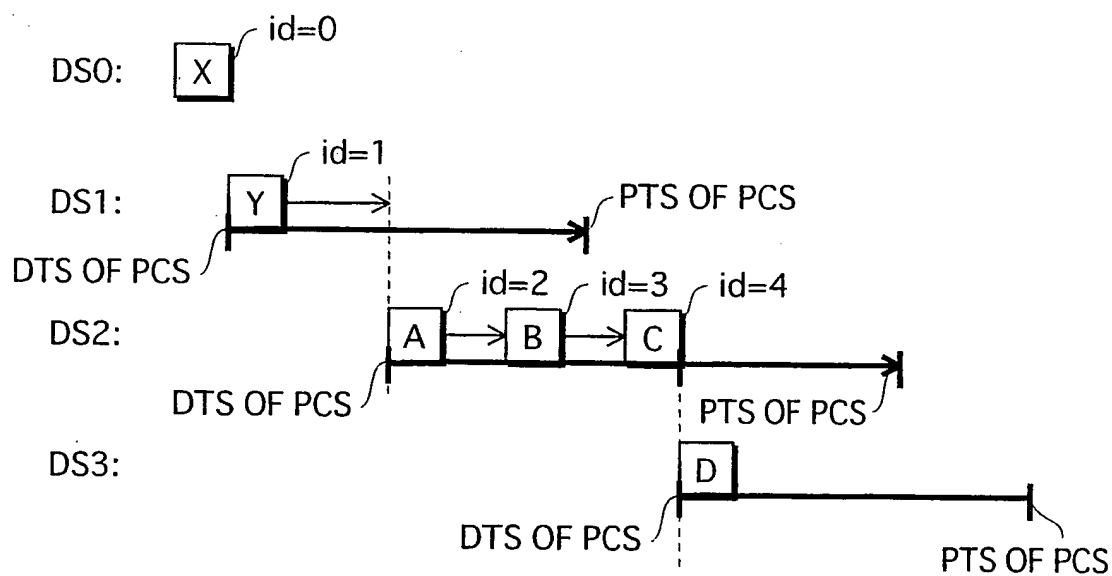 id=0
DS0: X
id=1
DS1: Y PTS OF PCS
DTS OF PCS
id=2 id=3 id=4
DS2: A B C
DTS OF PCS PTS OF PCS
DS3: D
DTS OF PCS PTS OF PCS